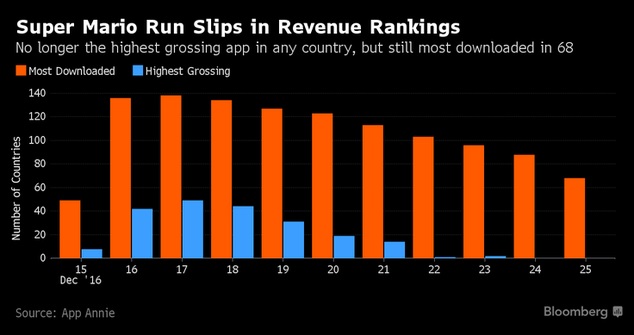 Super Mario Run Slips in Revenue Rankings
No longer the highest grossing app in any country, but still most downloaded in 68
Most Downloaded Highest Grossing
Number of Countries
140
120
100
80
60
40
20
0
15 16 17 18 19 20 21 22 23 24 25
Dec '16
Source: App Annie
Bloomberg